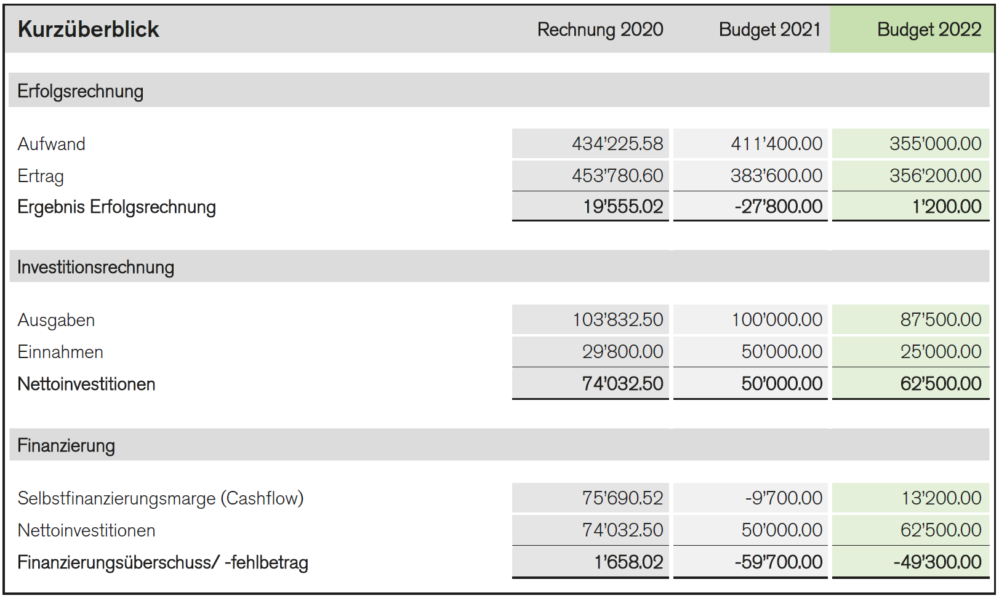 Kurzüberblick Rechnung 2020 Budget 2021 Budget 2022
Erfolgsrechnung
Aufwand 434’225.58 411’400.00 355’000.00
Ertrag 453’780.60 383’600.00 356’200.00
Ergebnis Erfolgsrechnung 19’555.02 -27’800.00 1’200.00
Investitionsrechnung
Ausgaben 103’832.50 100’000.00 87’500.00
Einnahmen 29’800.00 50’000.00 25’000.00
Nettoinvestitionen 74’032.50 50’000.00 62’500.00
Finanzierung
Selbstfinanzierungsmarge (Cashflow) 75’690.52 -9’700.00 13’200.00
Nettoinvestitionen 74’032.50 50’000.00 62’500.00
Finanzierungsüberschuss/ -fehlbetrag 1’658.02 -59’700.00 -49’300.00